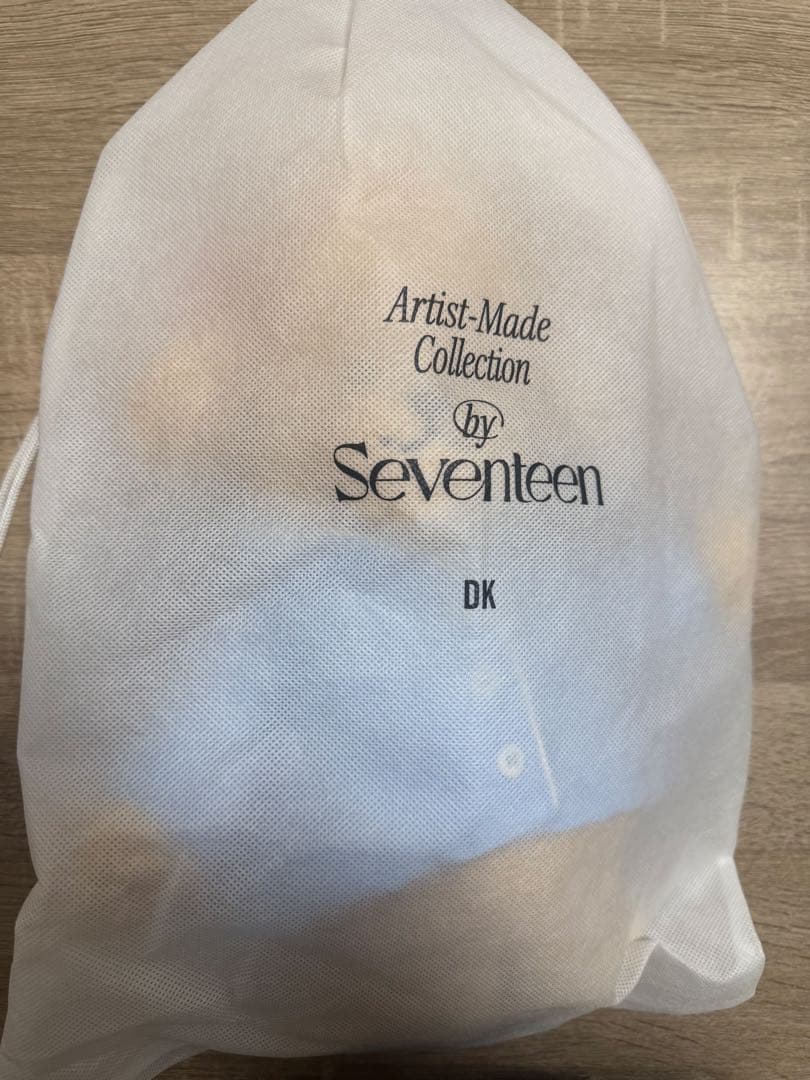 Artist-Made
Collection
by
Seventeen
DK